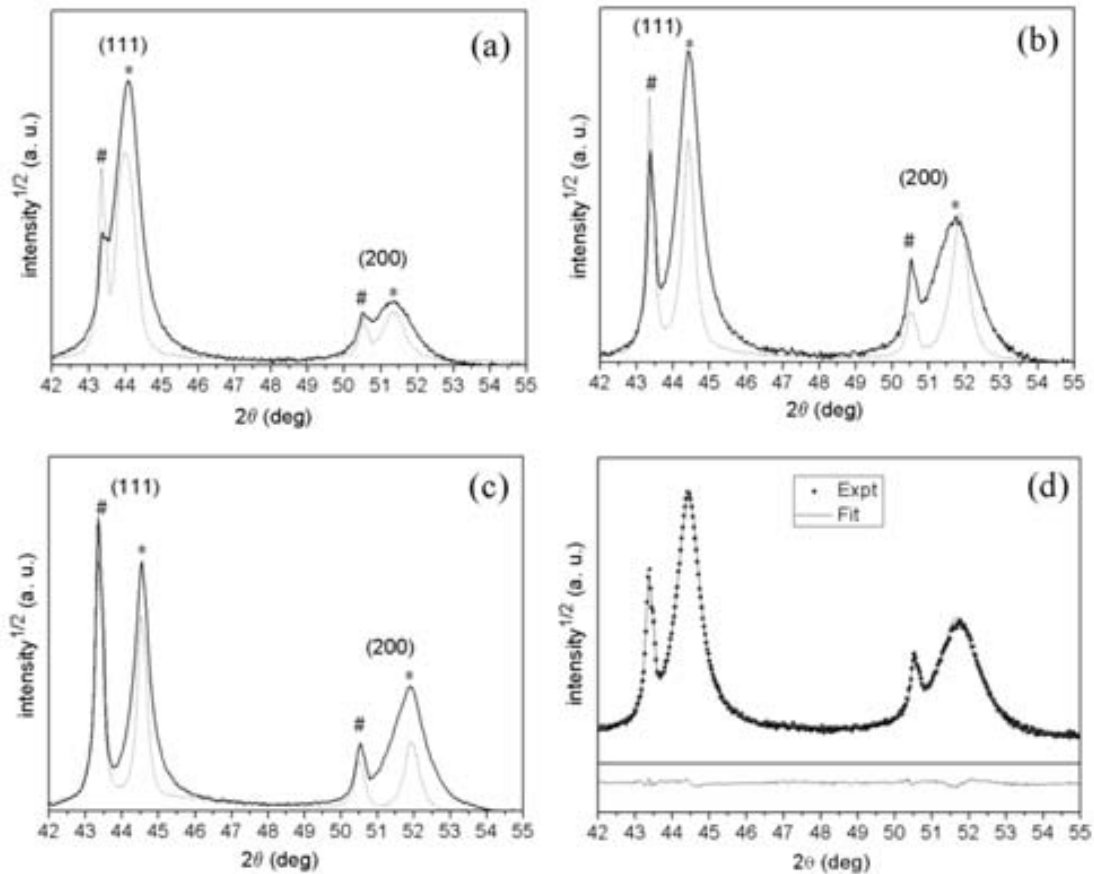 (a)
(111)
*
#
(200)
#
*
intensity1/2 (a. u.)
42 43 44 45 46 47 48 49 50 51 52 53 54 55
2θ (deg)
(b)
(111)
*
#
(200)
*
#
intensity1/2 (a. u.)
42 43 44 45 46 47 48 49 50 51 52 53 54 55
2θ (deg)
(c)
(111)
#
*
(200)
*
#
intensity1/2 (a. u.)
42 43 44 45 46 47 48 49 50 51 52 53 54 55
2θ (deg)
(d)
Expt
Fit
intensity1/2 (a. u.)
42 43 44 45 46 47 48 49 50 51 52 53 54 55
2θ (deg)